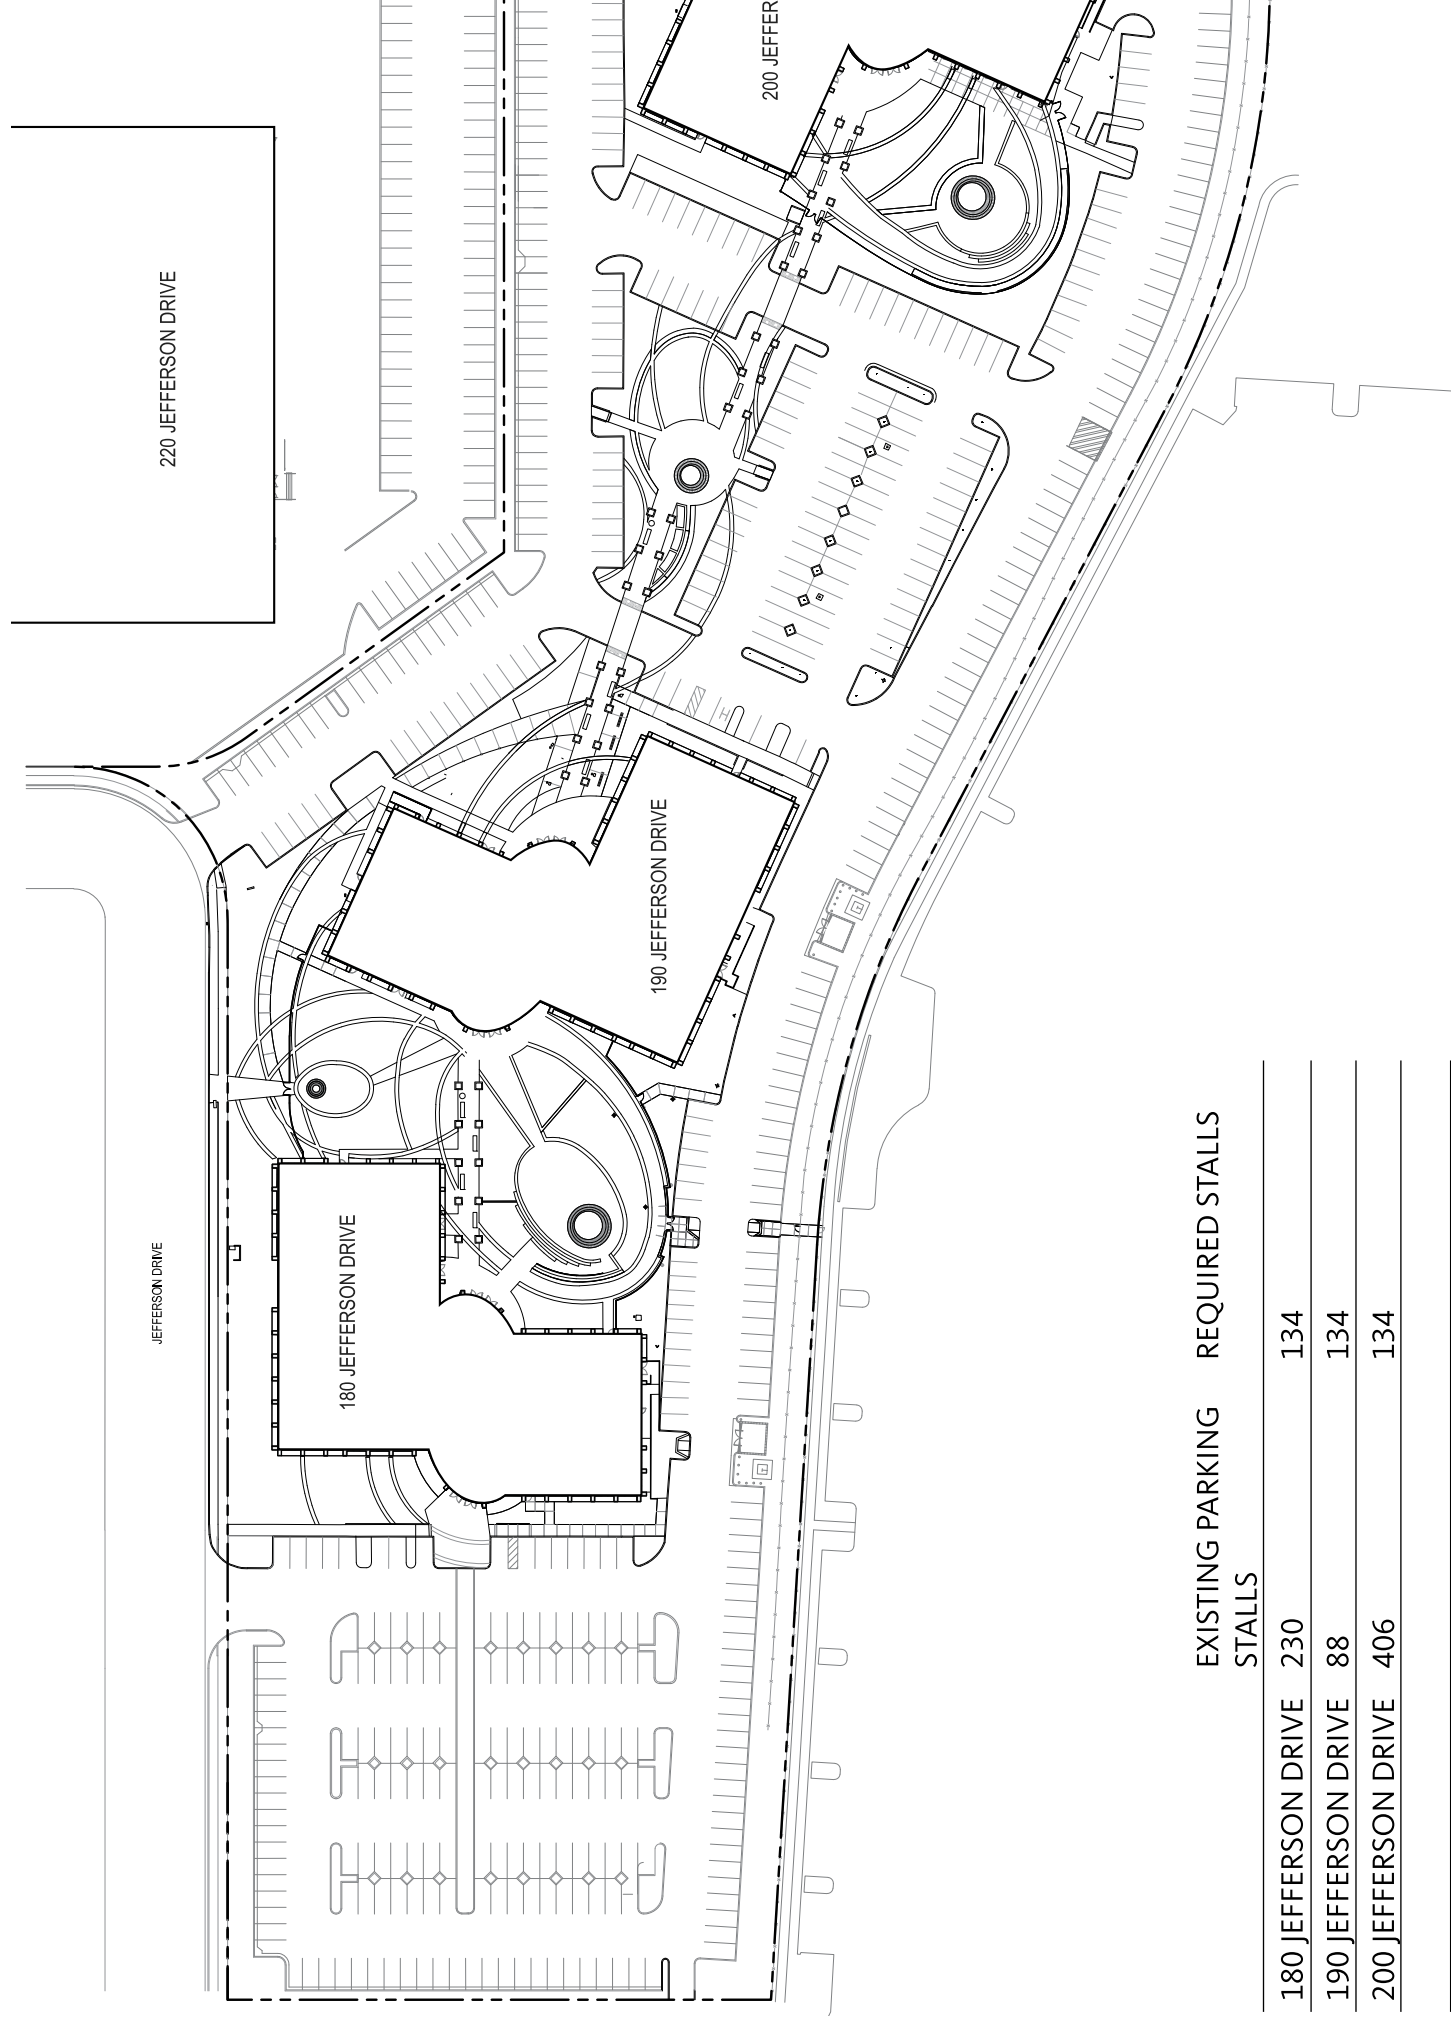 200 JEFFER
220 JEFFERSON DRIVE
190 JEFFERSON DRIVE
180 JEFFERSON DRIVE
JEFFERSON DRIVE
EXISTING PARKING STALLS REQUIRED STALLS
180 JEFFERSON DRIVE 230 134
190 JEFFERSON DRIVE 88 134
200 JEFFERSON DRIVE 406 134